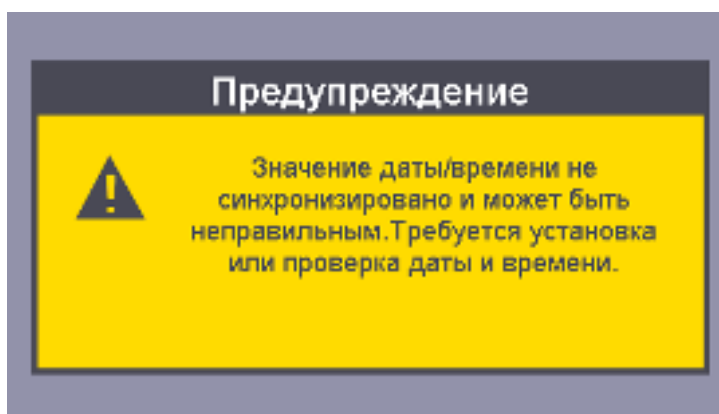 Предупреждение
Значение даты/времени не
синхронизировано и может быть
неправильным.Требуется установка
или проверка даты и времени.